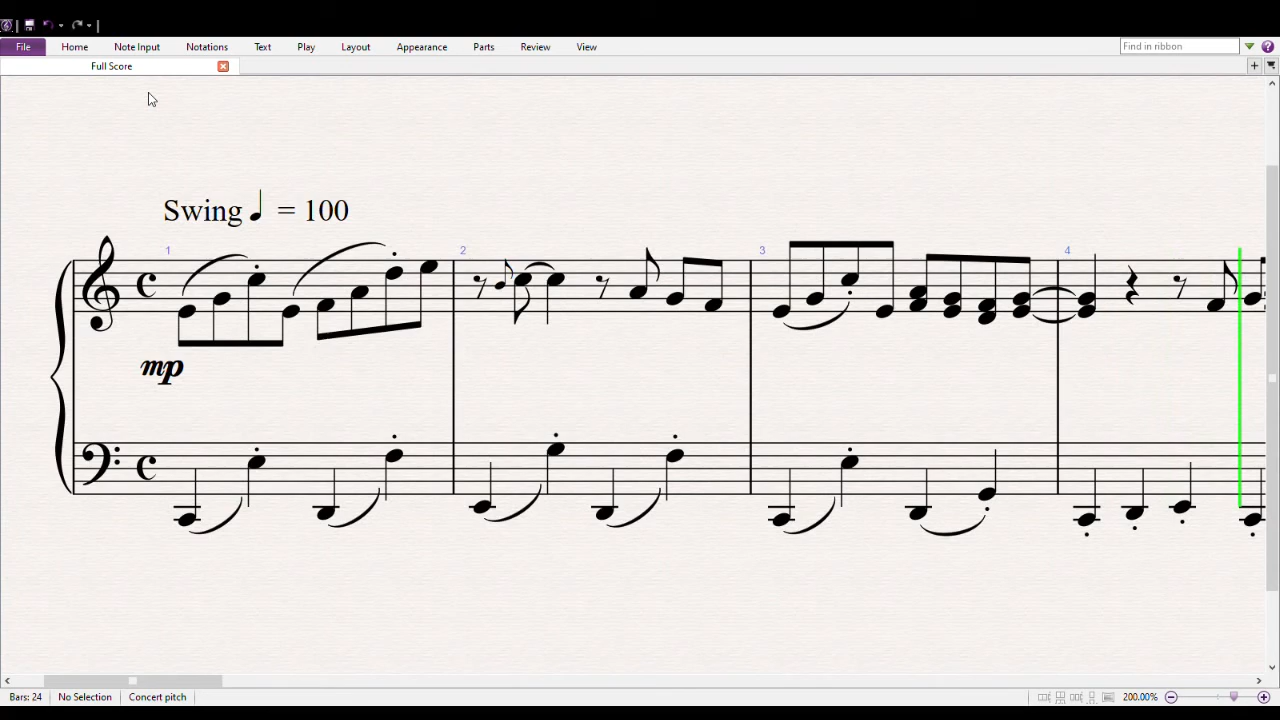 File Home Note Input Notations Text Play Layout Appearance Parts Review View Find in ribbon
Full Score
Swing ♩ = 100
1 2 3 4
mp
Bars: 24 No Selection Concert pitch 200.00%